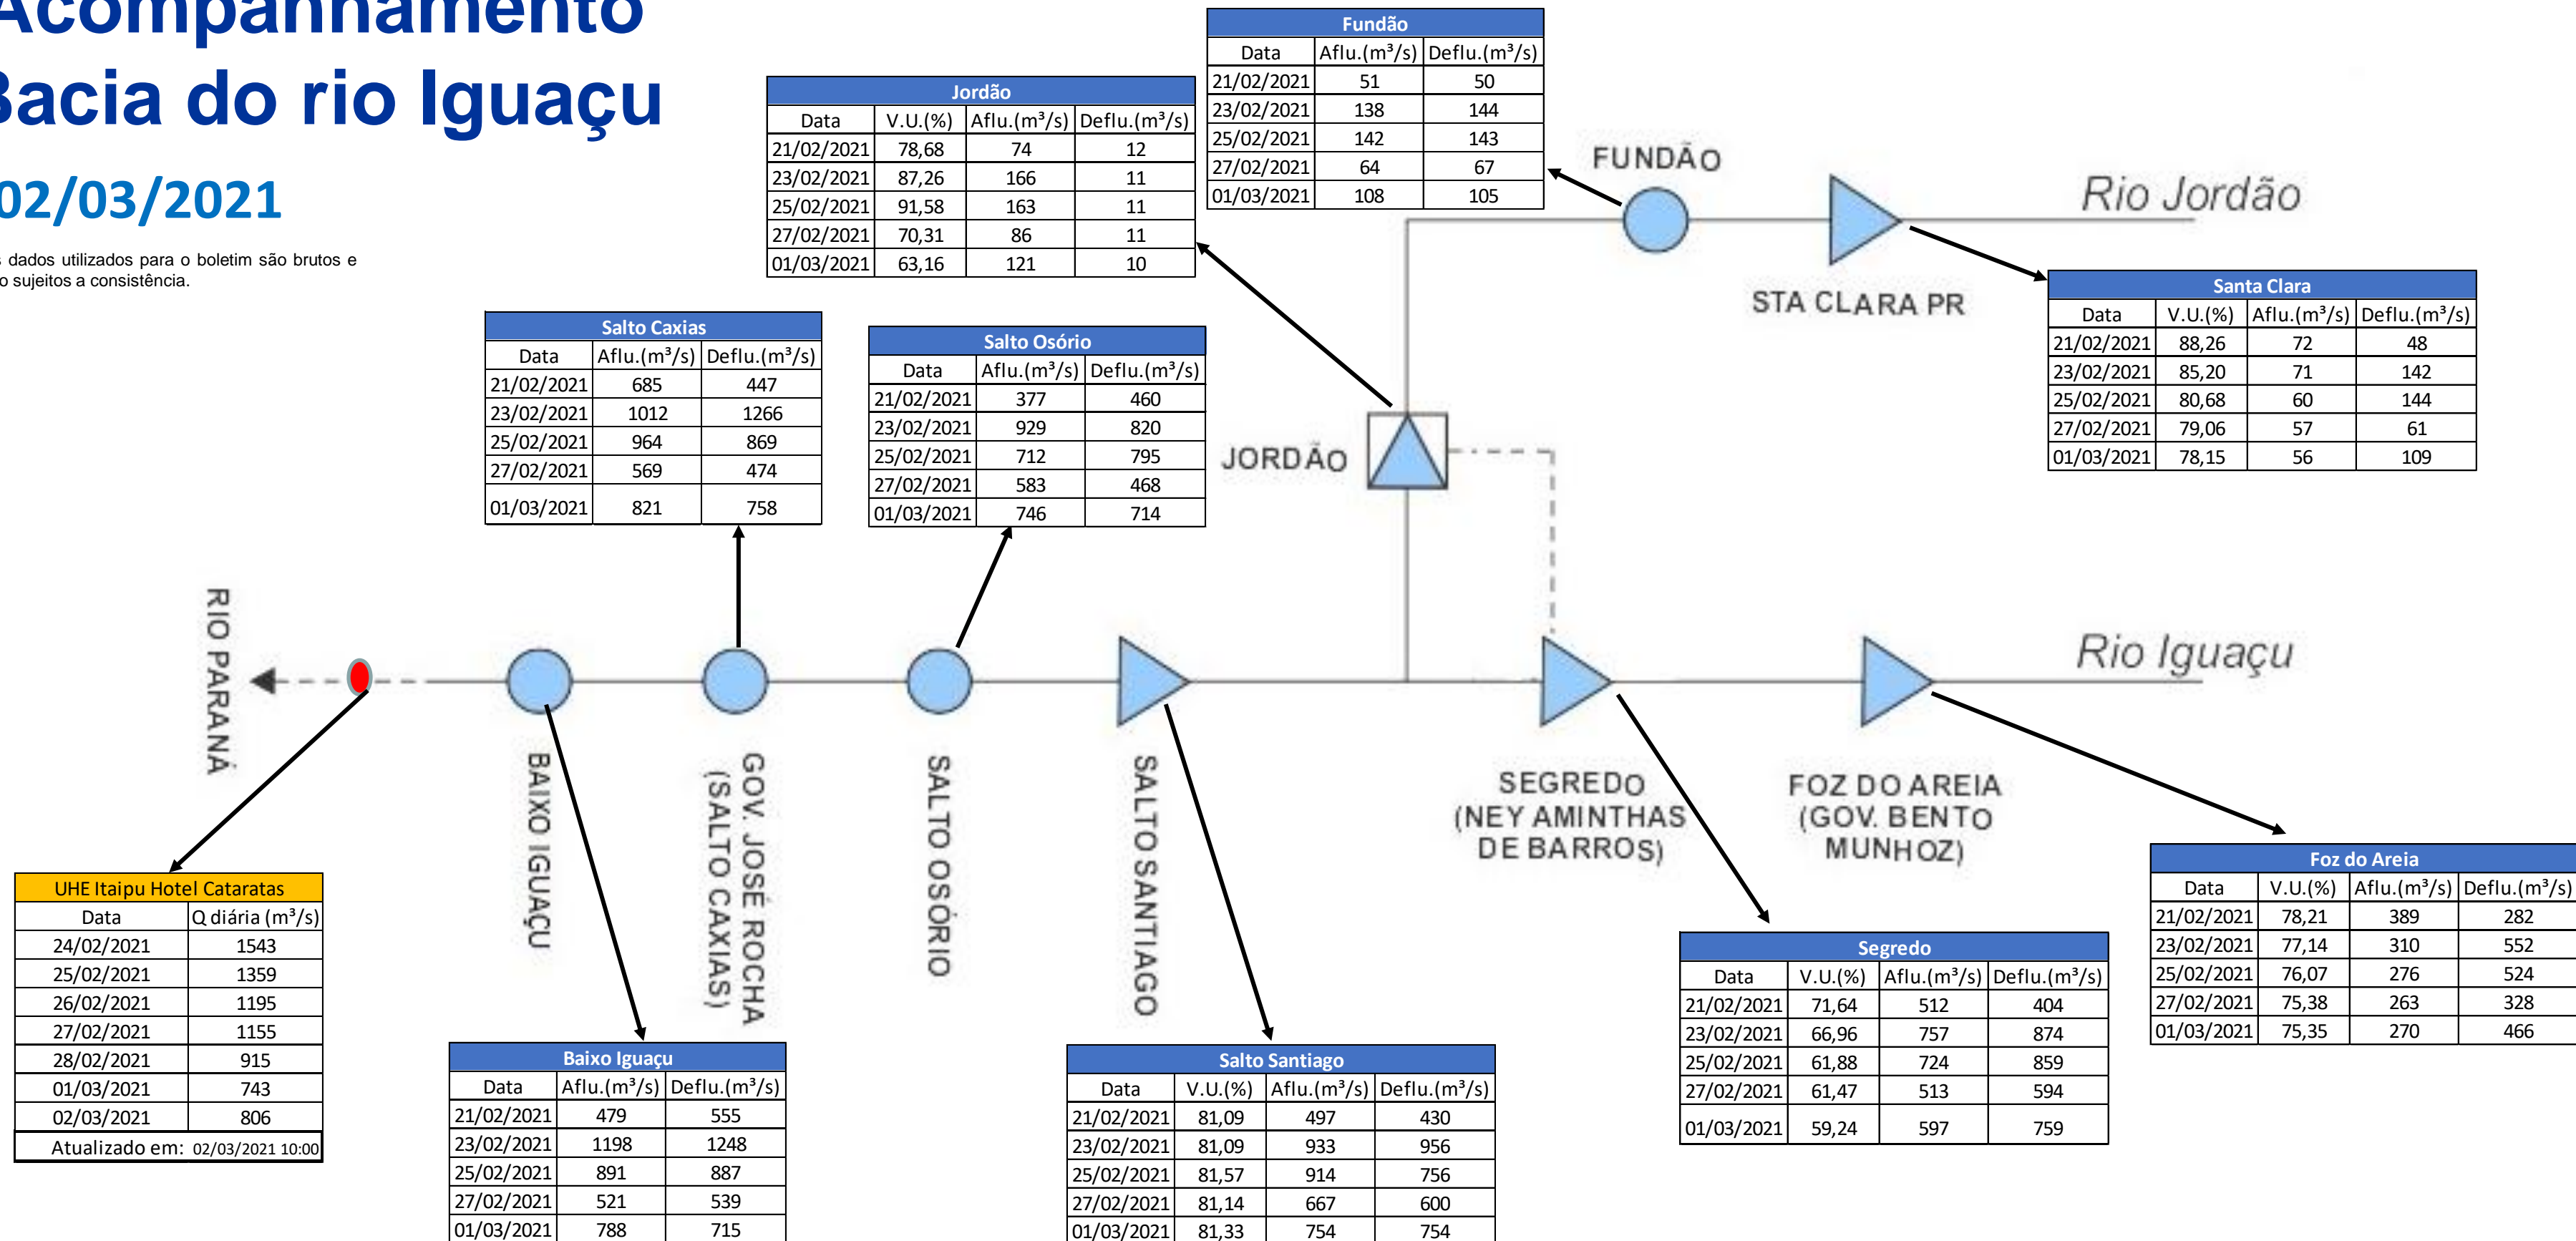 Acompanhamento
Bacia do rio Iguaçu
02/03/2021
dados utilizados para o boletim são brutos e
sujeitos a consistência.
Fundão
Data Aflu.(m³/s) Deflu.(m³/s)
21/02/2021 51 50
23/02/2021 138 144
25/02/2021 142 143
27/02/2021 64 67
01/03/2021 108 105
Jordão
Data V.U.(%) Aflu.(m³/s) Deflu.(m³/s)
21/02/2021 78,68 74 12
23/02/2021 87,26 166 11
25/02/2021 91,58 163 11
27/02/2021 70,31 86 11
01/03/2021 63,16 121 10
FUNDÃO
Rio Jordão
STA CLARA PR
Santa Clara
Data V.U.(%) Aflu.(m³/s) Deflu.(m³/s)
21/02/2021 88,26 72 48
23/02/2021 85,20 71 142
25/02/2021 80,68 60 144
27/02/2021 79,06 57 61
01/03/2021 78,15 56 109
Salto Caxias
Data Aflu.(m³/s) Deflu.(m³/s)
21/02/2021 685 447
23/02/2021 1012 1266
25/02/2021 964 869
27/02/2021 569 474
01/03/2021 821 758
Salto Osório
Data Aflu.(m³/s) Deflu.(m³/s)
21/02/2021 377 460
23/02/2021 929 820
25/02/2021 712 795
27/02/2021 583 468
01/03/2021 746 714
JORDÃO
RIO PARANÁ
Rio Iguaçu
BAIXO IGUAÇU
GOV. JOSÉ ROCHA
(SALTO CAXIAS)
SALTO OSÓRIO
SALTO SANTIAGO
SEGREDO
(NEY AMINTHAS
DE BARROS)
FOZ DO AREIA
(GOV. BENTO
MUNHOZ)
UHE Itaipu Hotel Cataratas
Data Q diária (m³/s)
24/02/2021 1543
25/02/2021 1359
26/02/2021 1195
27/02/2021 1155
28/02/2021 915
01/03/2021 743
02/03/2021 806
Atualizado em: 02/03/2021 10:00
Baixo Iguaçu
Data Aflu.(m³/s) Deflu.(m³/s)
21/02/2021 479 555
23/02/2021 1198 1248
25/02/2021 891 887
27/02/2021 521 539
01/03/2021 788 715
Salto Santiago
Data V.U.(%) Aflu.(m³/s) Deflu.(m³/s)
21/02/2021 81,09 497 430
23/02/2021 81,09 933 956
25/02/2021 81,57 914 756
27/02/2021 81,14 667 600
01/03/2021 81,33 754 754
Segredo
Data V.U.(%) Aflu.(m³/s) Deflu.(m³/s)
21/02/2021 71,64 512 404
23/02/2021 66,96 757 874
25/02/2021 61,88 724 859
27/02/2021 61,47 513 594
01/03/2021 59,24 597 759
Foz do Areia
Data V.U.(%) Aflu.(m³/s) Deflu.(m³/s)
21/02/2021 78,21 389 282
23/02/2021 77,14 310 552
25/02/2021 76,07 276 524
27/02/2021 75,38 263 328
01/03/2021 75,35 270 466